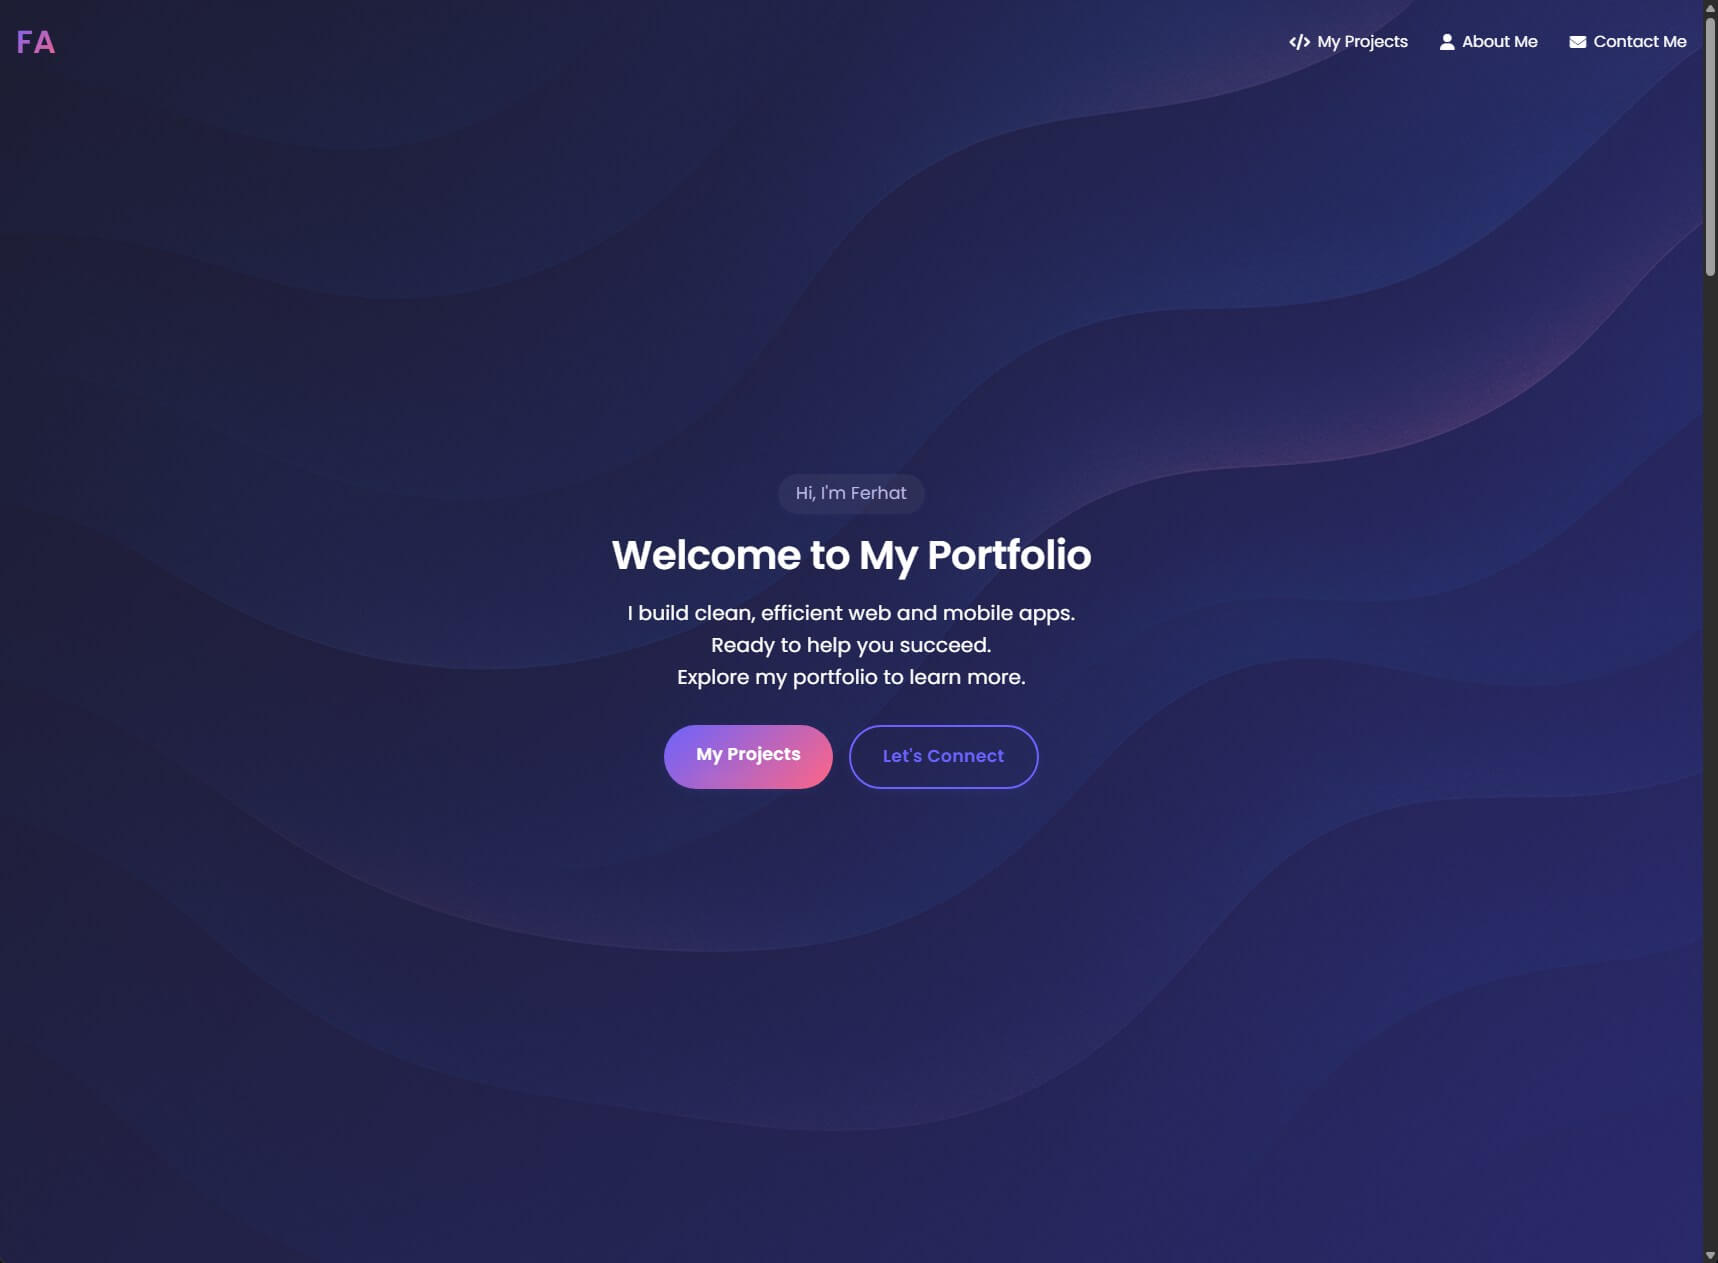 FA
My Projects
About Me
Contact Me
Hi, I'm Ferhat
Welcome to My Portfolio
I build clean, efficient web and mobile apps.
Ready to help you succeed.
Explore my portfolio to learn more.
My Projects
Let's Connect